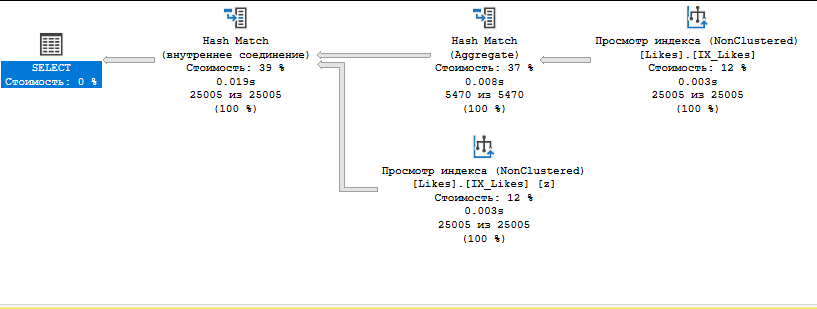 SELECT
Стоимость: 0 %
Hash Match
(внутреннее соединение)
Стоимость: 39 %
0.019s
25005 из 25005
(100 %)
Hash Match
(Aggregate)
Стоимость: 37 %
0.008s
5470 из 5470
(100 %)
Просмотр индекса (NonClustered)
[Likes].[IX_Likes]
Стоимость: 12 %
0.003s
25005 из 25005
(100 %)
Просмотр индекса (NonClustered)
[Likes].[IX_Likes] [z]
Стоимость: 12 %
0.003s
25005 из 25005
(100 %)